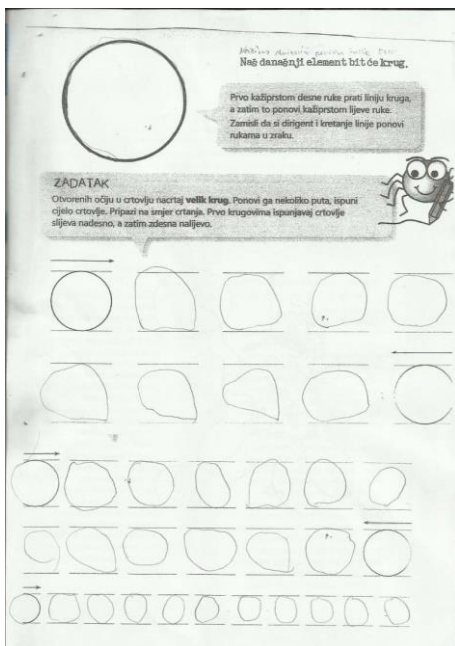 Naš današnji element bit će krug.
Prvo kažiprstom desne ruke prati liniju kruga,
a zatim to ponovi kažiprstom lijeve ruke.
Zamisli da si dirigent i kretanje linije ponovi
rukama u zraku.
ZADATAK
Otvorenih očiju u crtovlju nacrtaj velik krug. Ponovi ga nekoliko puta, ispuni
cijelo crtovlje. Pripazi na smjer crtanja. Prvo krugovima ispunjavaj crtovlje
slijeva nadesno, a zatim zdesna nalijevo.